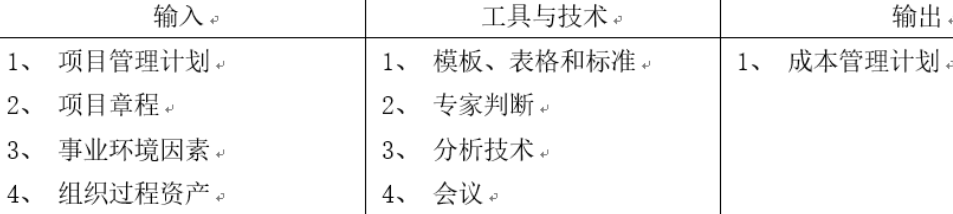 输入 工具与技术 输出
1、 项目管理计划 1、 模板、表格和标准 1、 成本管理计划
2、 项目章程 2、 专家判断
3、 事业环境因素 3、 分析技术
4、 组织过程资产 4、 会议